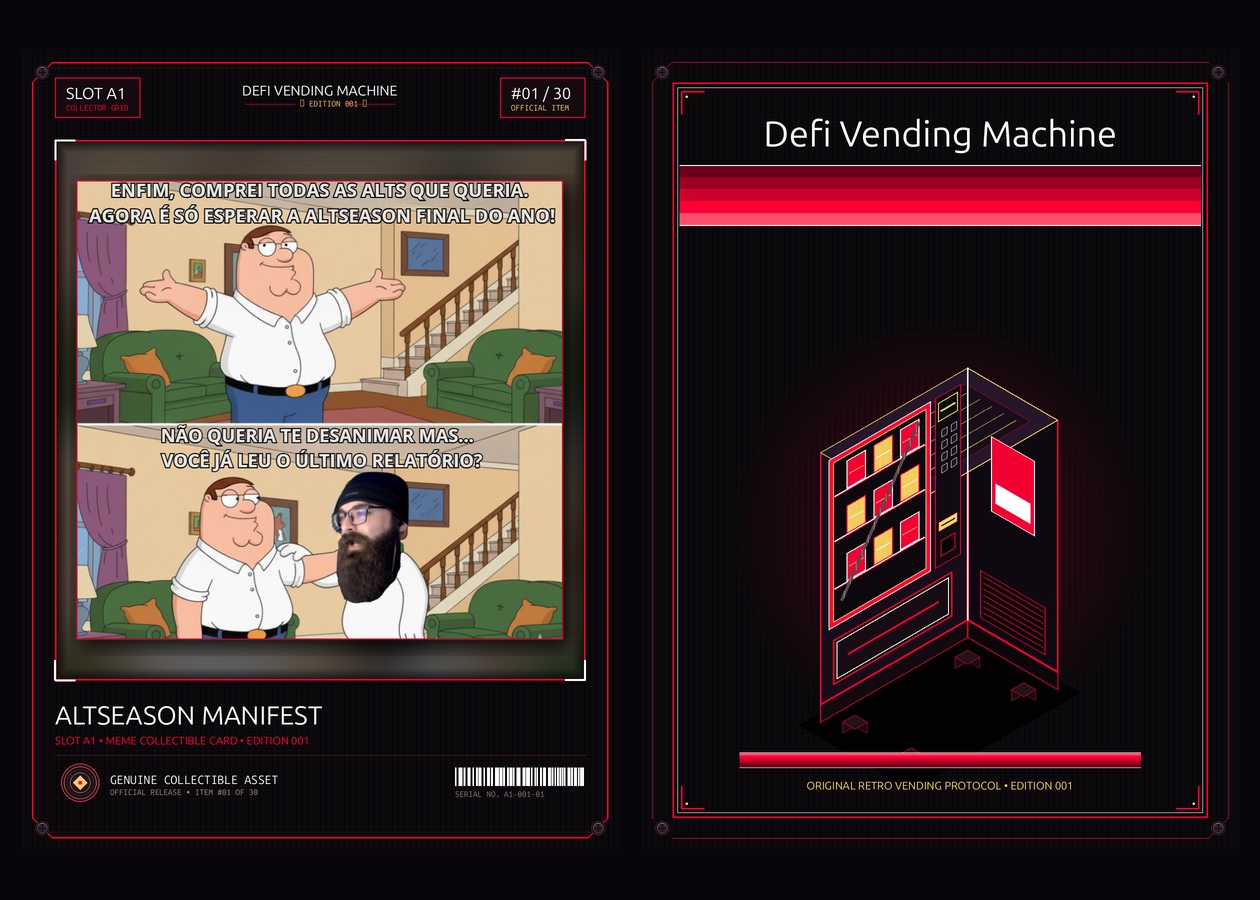 SLOT A1
COLLECTOR GRID
DEFI VENDING MACHINE
EDITION 001
#01 / 30
OFFICIAL ITEM
ENFIM, COMPREI TODAS AS ALTS QUE QUERIA.
AGORA É SÓ ESPERAR A ALTSEASON FINAL DO ANO!
NÃO QUERIA TE DESANIMAR MAS...
VOCÊ JÁ LEU O ÚLTIMO RELATÓRIO?
ALTSEASON MANIFEST
SLOT A1 • MEME COLLECTIBLE CARD • EDITION 001
GENUINE COLLECTIBLE ASSET
OFFICIAL RELEASE • ITEM #01 OF 30
SERIAL NO. A1-001-01
Defi Vending Machine
ORIGINAL RETRO VENDING PROTOCOL • EDITION 001